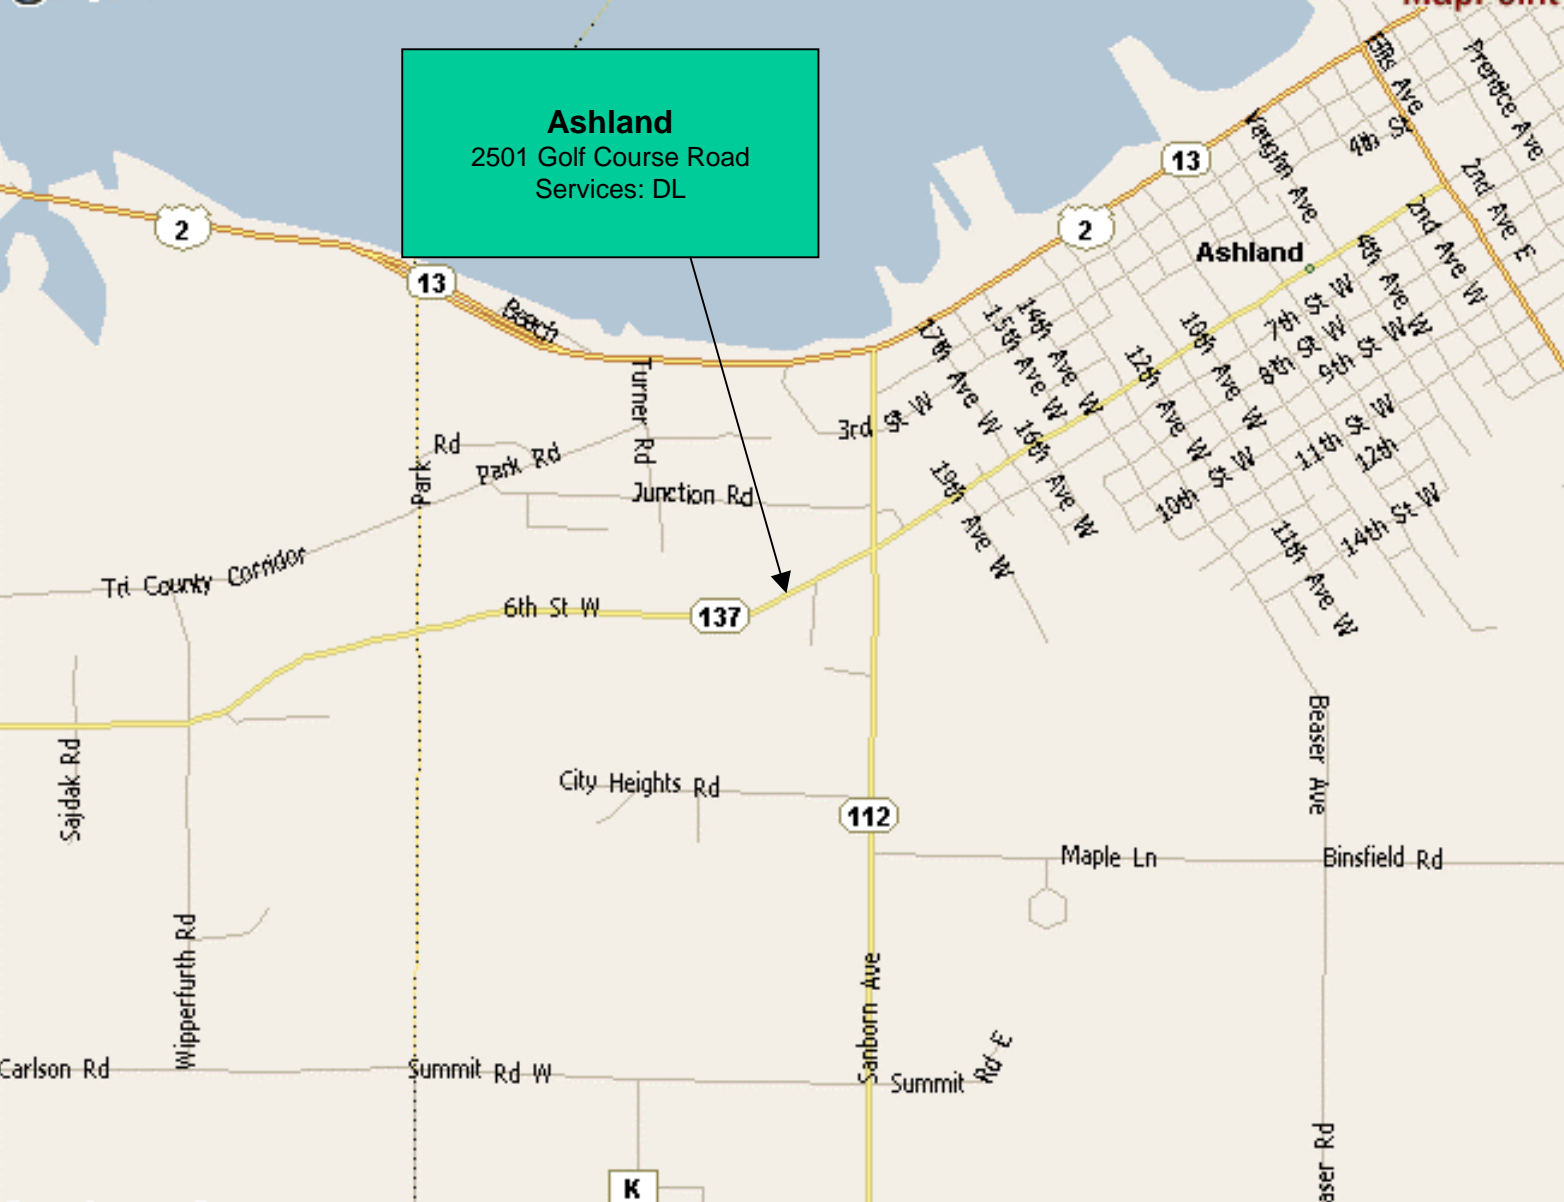 Ellis Ave
Prentice Ave
Ashland
2501 Golf Course Road
Services: DL
13
Vaughn Ave
4th St
2nd Ave E
2
2
Ashland
2nd Ave W
4th Ave W
13
Beach
17th Ave W
15th Ave W
14th Ave W
12th Ave W
10th Ave W
7th St W
8th St W
9th St W
Turner Rd
3rd St W
16th Ave W
11th St W
12th
Park Rd
Park Rd
Junction Rd
19th Ave W
10th St W
14th St W
11th Ave W
Tri County Corridor
6th St W
137
Sajdak Rd
City Heights Rd
Beaser Ave
112
Maple Ln
Binsfield Rd
Wipperfurth Rd
Sanborn Ave
Carlson Rd
Summit Rd W
Summit Rd E
aser Rd
K